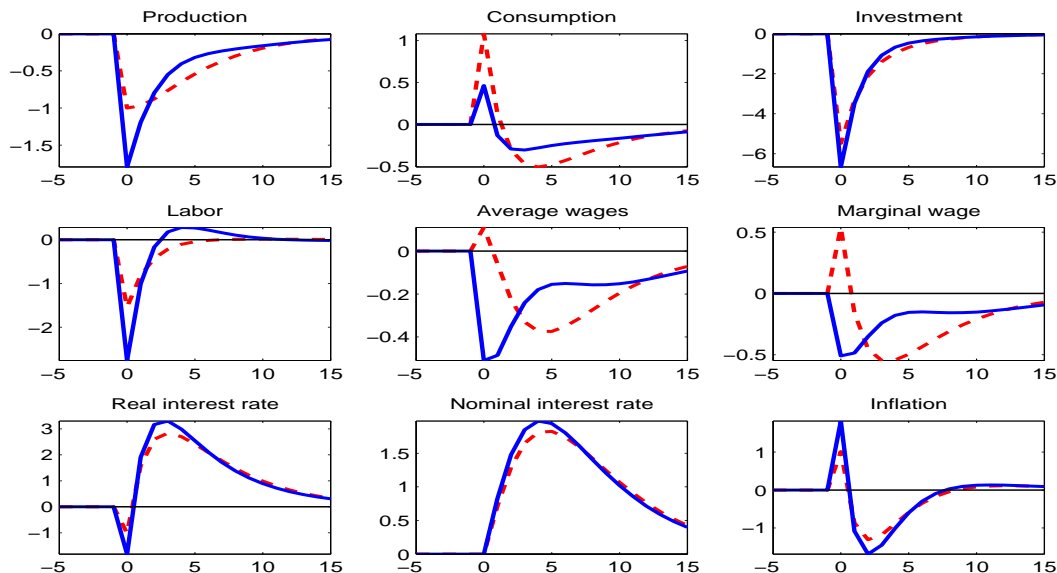 Production
Consumption
Investment
0
−0.5
−1
−1.5
−5 0 5 10 15
1
0.5
0
−0.5
−5 0 5 10 15
0
−2
−4
−6
−5 0 5 10 15
Labor
Average wages
Marginal wage
0
−1
−2
−5 0 5 10 15
0
−0.2
−0.4
−5 0 5 10 15
0.5
0
−0.5
−5 0 5 10 15
Real interest rate
Nominal interest rate
Inflation
3
2
1
0
−1
−5 0 5 10 15
1.5
1
0.5
0
−5 0 5 10 15
1
0
−1
−5 0 5 10 15